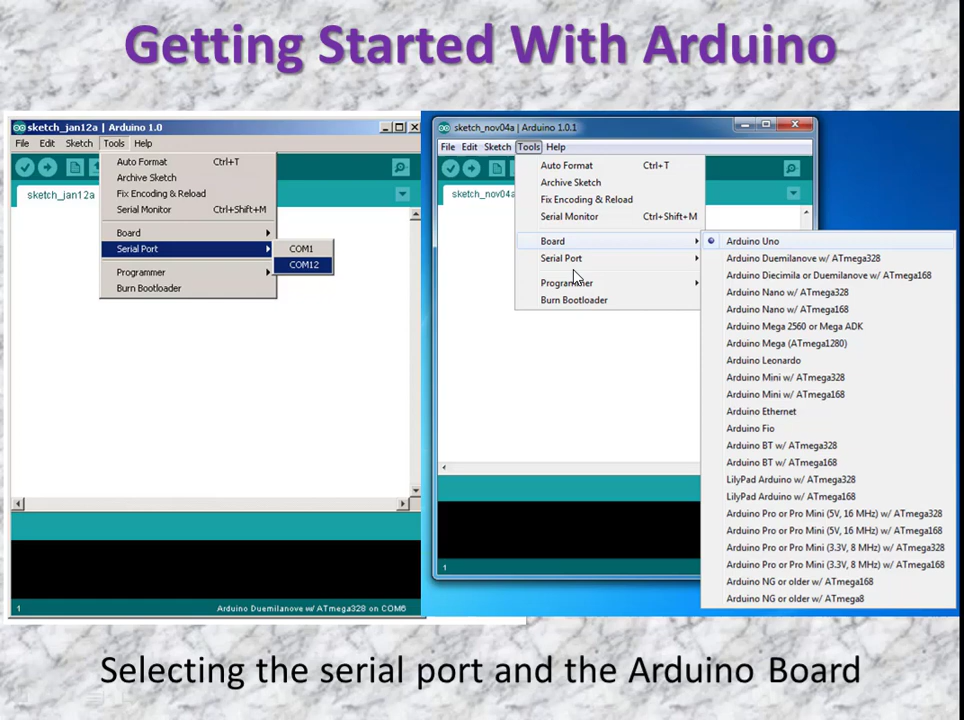 Getting Started With Arduino
sketch_jan12a | Arduino 1.0
File Edit Sketch Tools Help
sketch_jan12a
Auto Format Ctrl+T
Archive Sketch
Fix Encoding & Reload
Serial Monitor Ctrl+Shift+M
Board
Serial Port
COM1
COM12
Programmer
Burn Bootloader
1
Arduino Duemilanove w/ ATmega328 on COM6
sketch_nov04a | Arduino 1.0.1
File Edit Sketch Tools Help
sketch_nov04a
Auto Format Ctrl+T
Archive Sketch
Fix Encoding & Reload
Serial Monitor Ctrl+Shift+M
Board
Serial Port
Programmer
Burn Bootloader
1
Arduino Uno
Arduino Duemilanove w/ ATmega328
Arduino Diecimila or Duemilanove w/ ATmega168
Arduino Nano w/ ATmega328
Arduino Nano w/ ATmega168
Arduino Mega 2560 or Mega ADK
Arduino Mega (ATmega1280)
Arduino Leonardo
Arduino Mini w/ ATmega328
Arduino Mini w/ ATmega168
Arduino Ethernet
Arduino Fio
Arduino BT w/ ATmega328
Arduino BT w/ ATmega168
LilyPad Arduino w/ ATmega328
LilyPad Arduino w/ ATmega168
Arduino Pro or Pro Mini (5V, 16 MHz) w/ ATmega328
Arduino Pro or Pro Mini (5V, 16 MHz) w/ ATmega168
Arduino Pro or Pro Mini (3.3V, 8 MHz) w/ ATmega328
Arduino Pro or Pro Mini (3.3V, 8 MHz) w/ ATmega168
Arduino NG or older w/ ATmega168
Arduino NG or older w/ ATmega8
Selecting the serial port and the Arduino Board